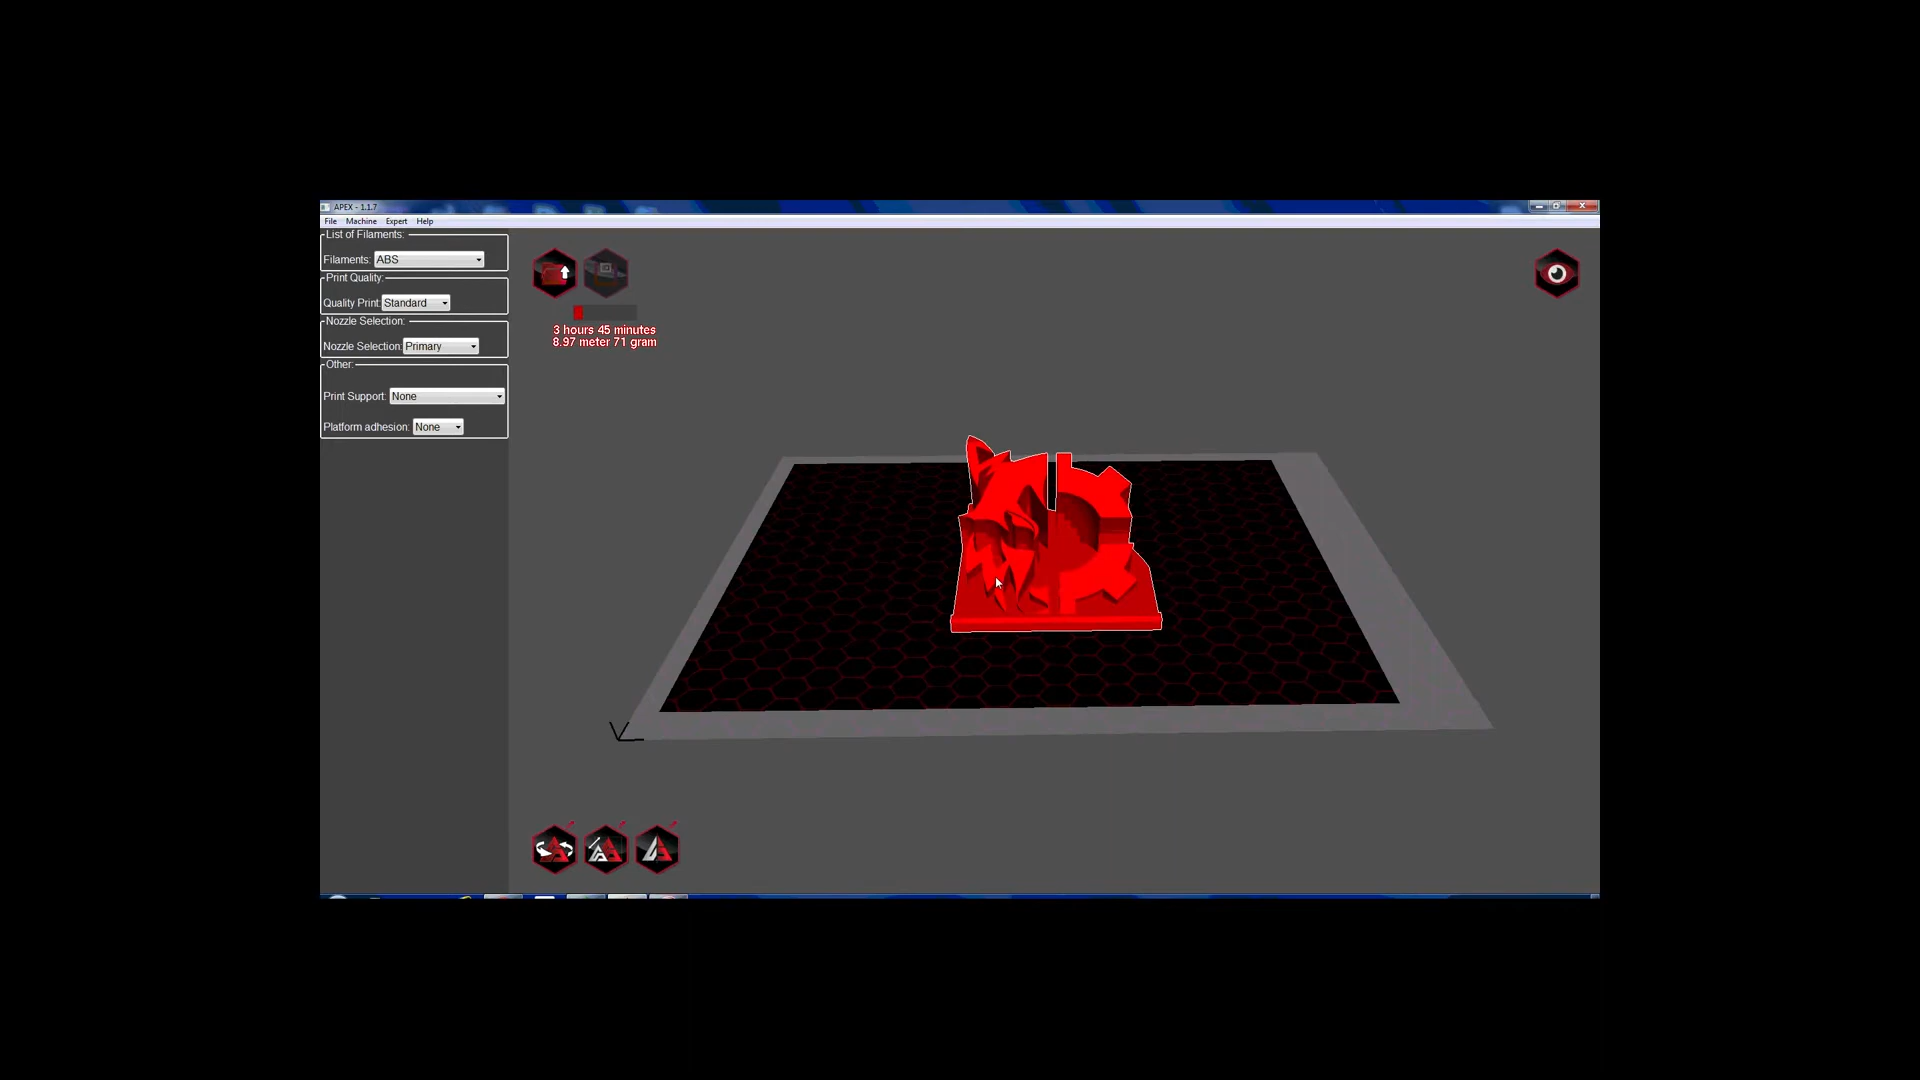 APEX - 1.1.7
File Machine Expert Help
List of Filaments:
Filaments: ABS
Print Quality:
Quality Print: Standard
Nozzle Selection:
Nozzle Selection: Primary
Other:
Print Support: None
Platform adhesion: None
3 hours 45 minutes
8.97 meter 71 gram